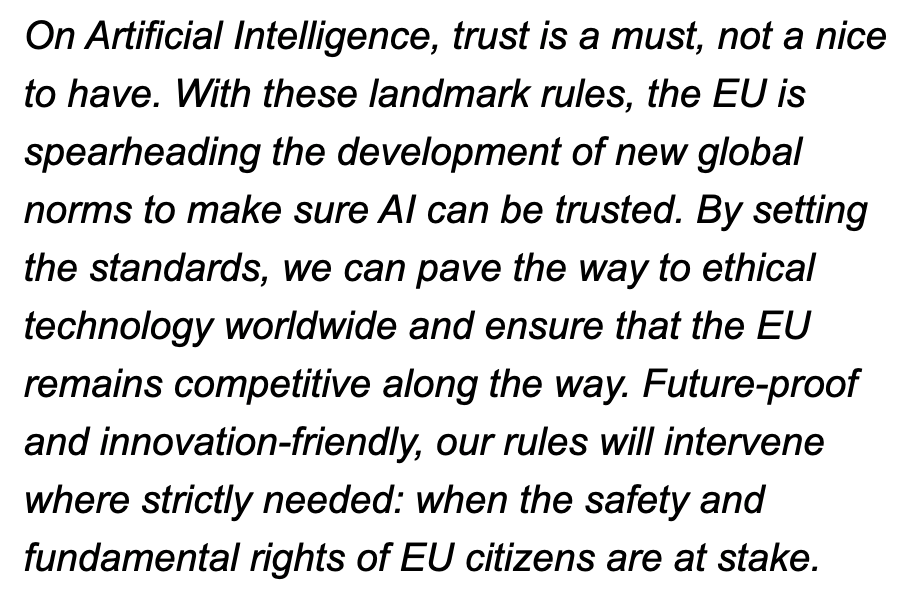 On Artificial Intelligence, trust is a must, not a nice
to have. With these landmark rules, the EU is
spearheading the development of new global
norms to make sure AI can be trusted. By setting
the standards, we can pave the way to ethical
technology worldwide and ensure that the EU
remains competitive along the way. Future-proof
and innovation-friendly, our rules will intervene
where strictly needed: when the safety and
fundamental rights of EU citizens are at stake.